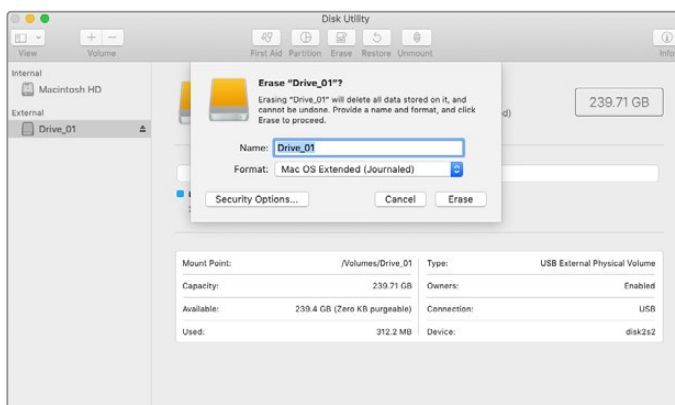 Disk Utility
View
Volume
First Aid Partition Erase Restore Unmount
Info
Internal
Macintosh HD
External
Drive_01
Erase "Drive_01"?
Erasing "Drive_01" will delete all data stored on it, and
cannot be undone. Provide a name and format, and click
Erase to proceed.
Name: Drive_01
Format: Mac OS Extended (Journaled)
Security Options... Cancel Erase
239.71 GB
Mount Point: /Volumes/Drive_01 Type: USB External Physical Volume
Capacity: 239.71 GB Owners: Enabled
Available: 239.4 GB (Zero KB purgeable) Connection: USB
Used: 312.2 MB Device: disk2s2